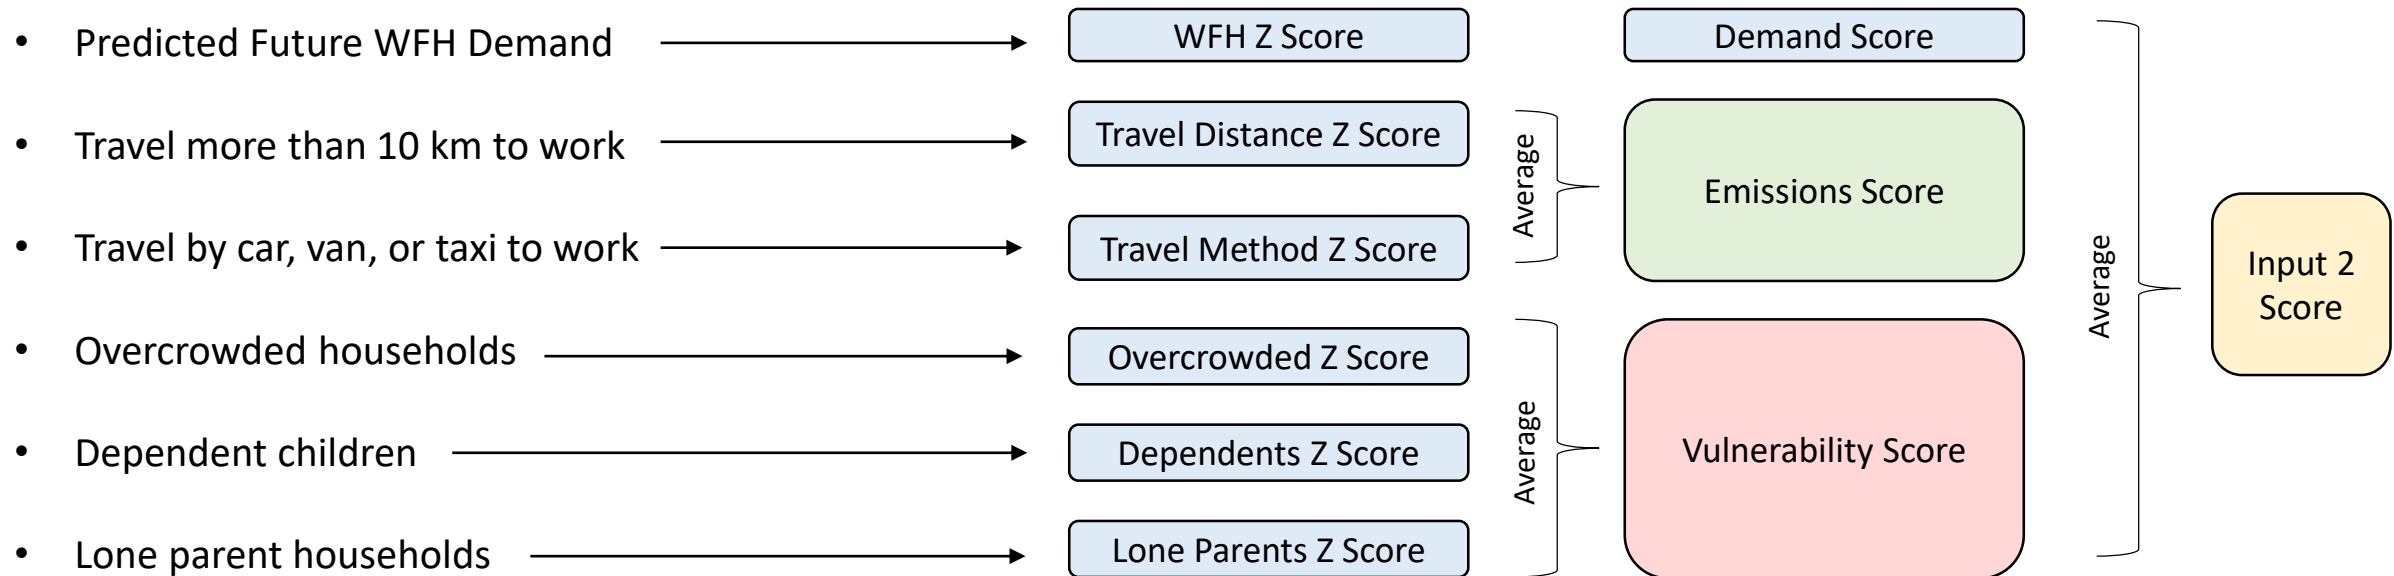 • Predicted Future WFH Demand
WFH Z Score
Demand Score
• Travel more than 10 km to work
Travel Distance Z Score
• Travel by car, van, or taxi to work
Travel Method Z Score
Average
Emissions Score
• Overcrowded households
Overcrowded Z Score
• Dependent children
Dependents Z Score
• Lone parent households
Lone Parents Z Score
Average
Vulnerability Score
Average
Input 2
Score